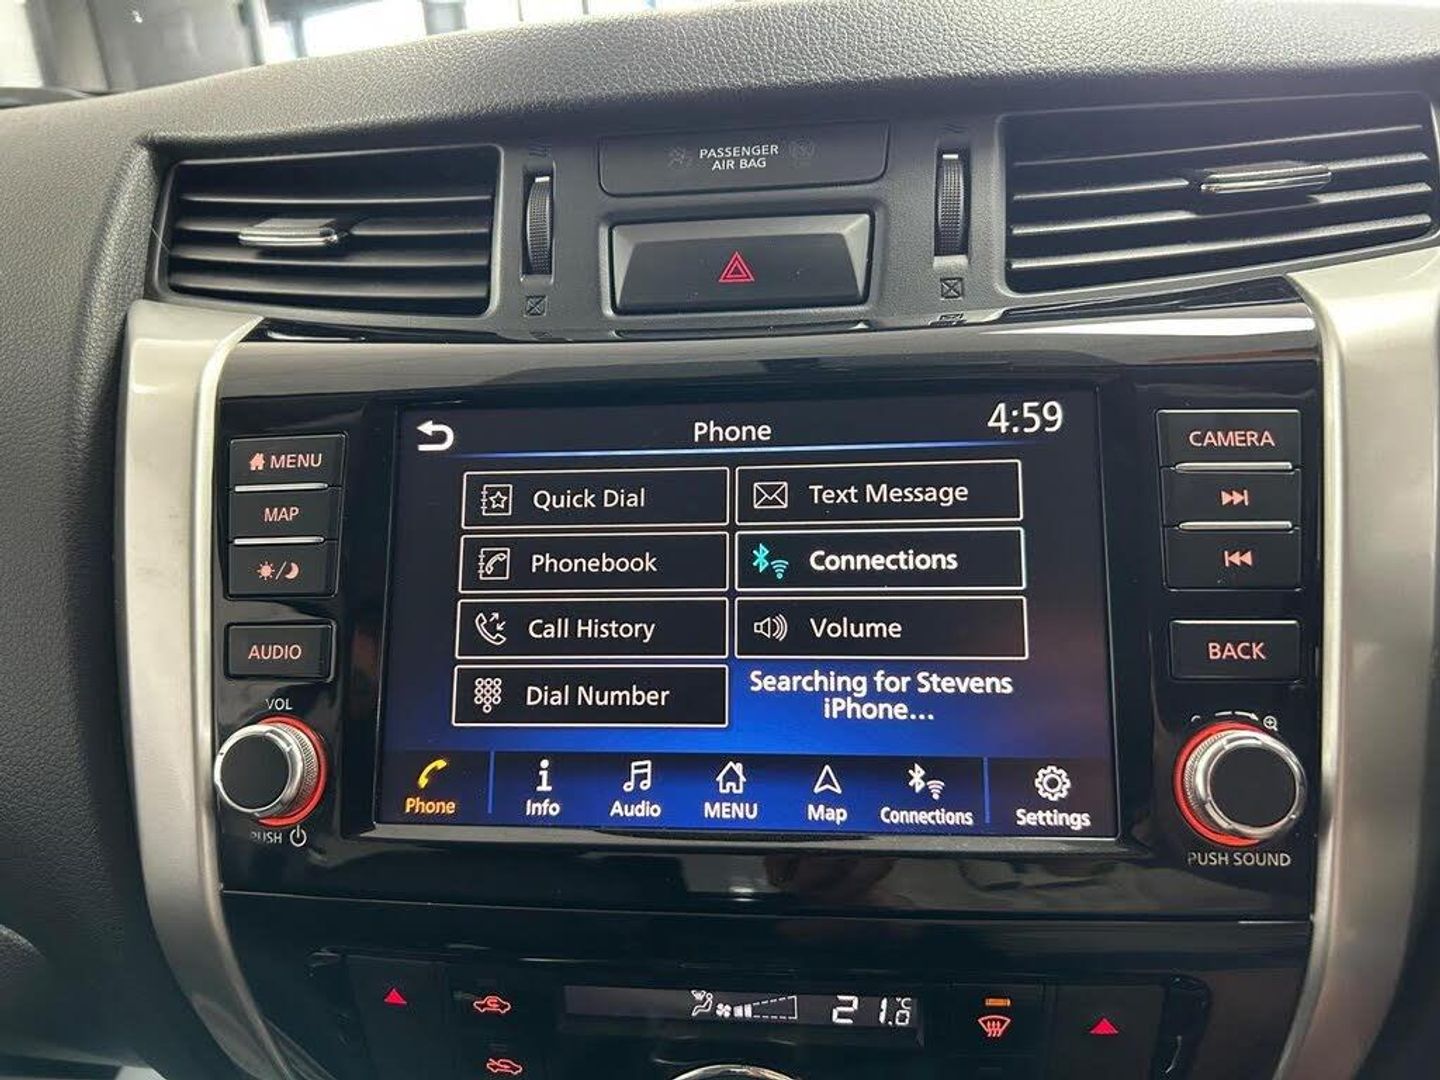 PASSENGER
AIR BAG
Phone
4:59
MENU
MAP
AUDIO
VOL
PUSH
Quick Dial
Text Message
Phonebook
Connections
Call History
Volume
Dial Number
Searching for Stevens
iPhone...
Phone
Info
Audio
MENU
Map
Connections
Settings
CAMERA
BACK
PUSH SOUND
21.0
°C